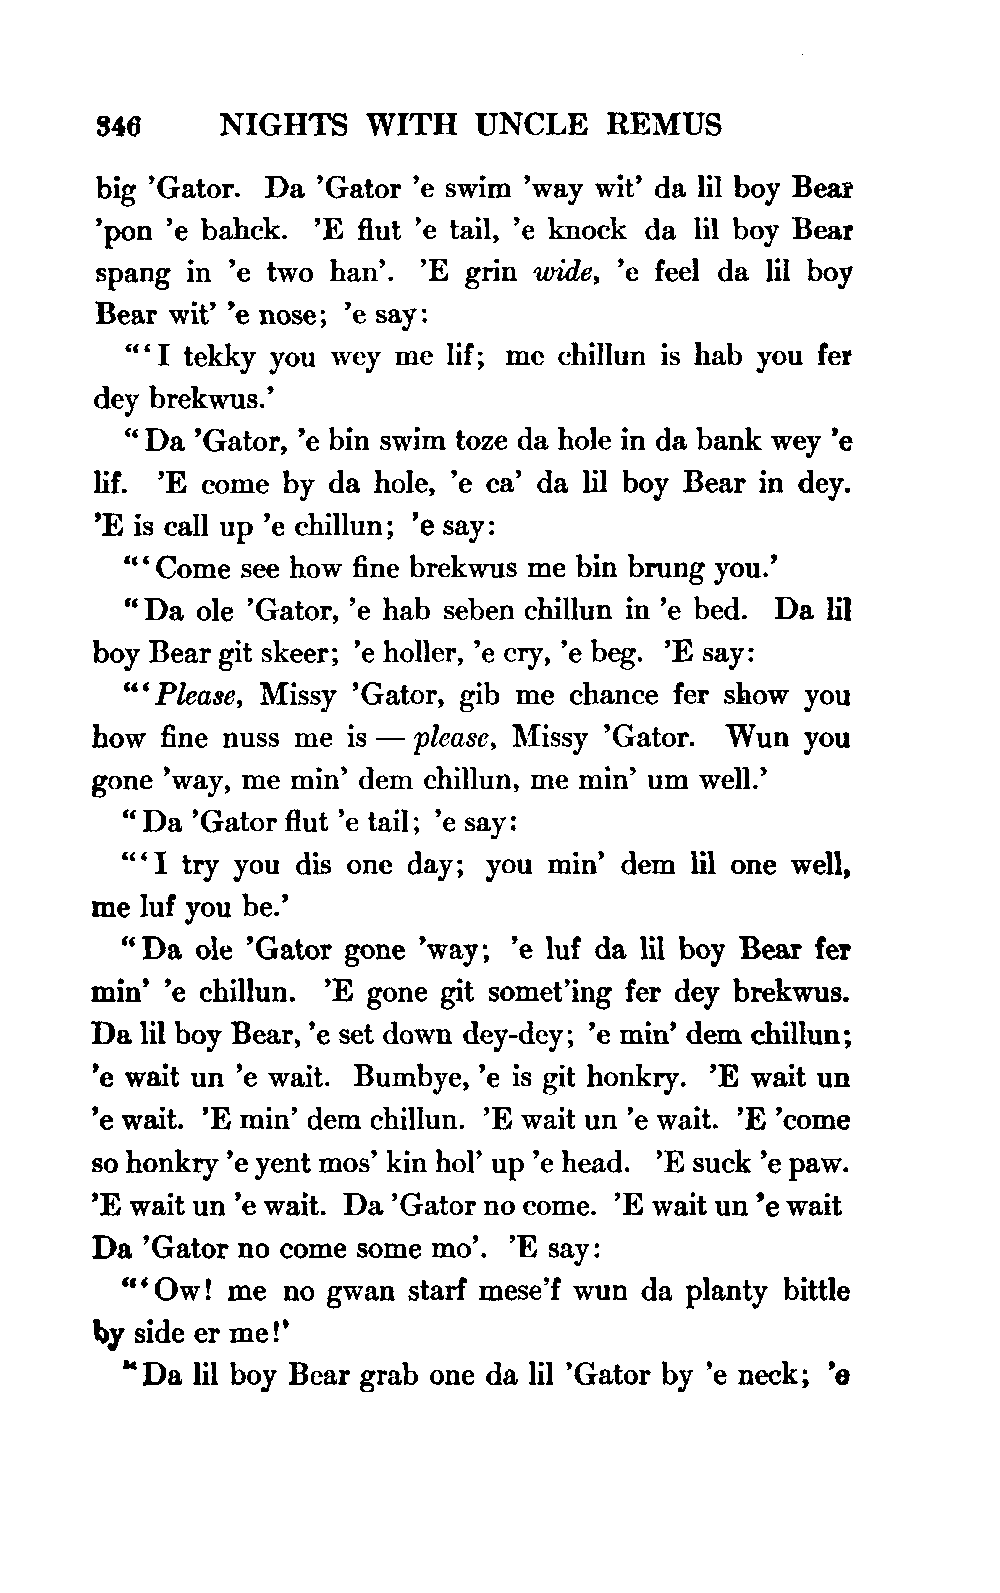 346 NIGHTS WITH UNCLE REMUS
big ’Gator. Da ’Gator ’e swim ’way wit’ da lil boy Bear
’pon ’e bahck. ’E flut ’e tail, ’e knock da lil boy Bear
spang in ’e two han’. ’E grin wide, ’e feel da lil boy
Bear wit’ ’e nose; ’e say:
“‘I tekky you wey me lif; me chillun is hab you fer
dey brekwus.’
“Da ’Gator, ’e bin swim toze da hole in da bank wey ’e
lif. ’E come by da hole, ’e ca’ da lil boy Bear in dey.
’E is call up ’e chillun; ’e say:
“‘Come see how fine brekwus me bin brung you.’
“Da ole ’Gator, ’e hab seben chillun in ’e bed. Da lil
boy Bear git skeer; ’e holler, ’e cry, ’e beg. ’E say:
“‘Please, Missy ’Gator, gib me chance fer show you
how fine nuss me is — please, Missy ’Gator. Wun you
gone ’way, me min’ dem chillun, me min’ um well.’
“Da ’Gator flut ’e tail; ’e say:
“‘I try you dis one day; you min’ dem lil one well,
me luf you be.’
“Da ole ’Gator gone ’way; ’e luf da lil boy Bear fer
min’ ’e chillun. ’E gone git somet’ing fer dey brekwus.
Da lil boy Bear, ’e set down dey-dey; ’e min’ dem chillun;
’e wait un ’e wait. Bumbye, ’e is git honkry. ’E wait un
’e wait. ’E min’ dem chillun. ’E wait un ’e wait. ’E ’come
so honkry ’e yent mos’ kin hol’ up ’e head. ’E suck ’e paw.
’E wait un ’e wait. Da ’Gator no come. ’E wait un ’e wait
Da ’Gator no come some mo’. ’E say:
“‘Ow! me no gwan starf mese’f wun da planty bittle
by side er me!’
“Da lil boy Bear grab one da lil ’Gator by ’e neck; ’e